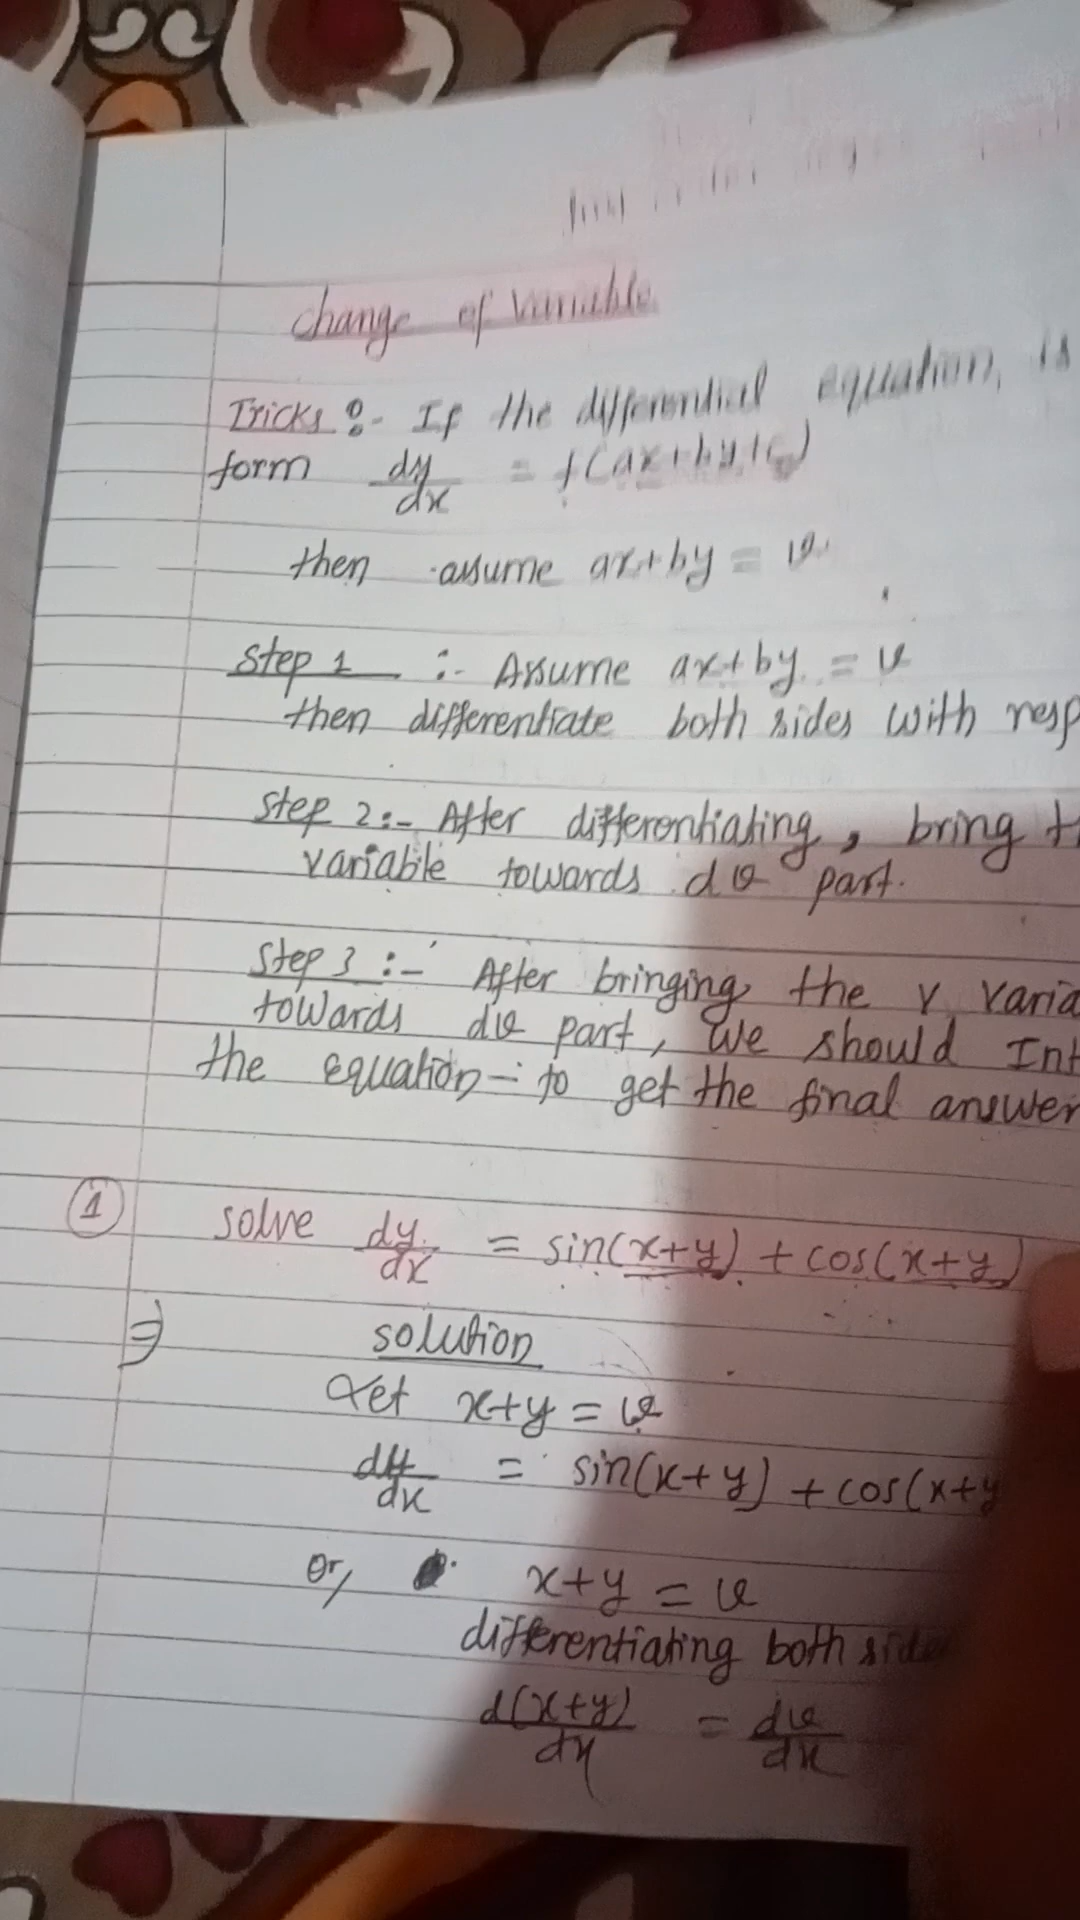 change of variable
Tricks :- If the differential equation, is
form dy/dx = f(ax+by+c)
then assume ax+by = v
Step 1 :- Assume ax+by = v
then differentiate both sides with resp
Step 2:- After differentiating, bring th
variable towards dv part.
Step 3 :- After bringing the v varia
towards dv part, we should Int
the equation - to get the final answer
1 solve dy/dx = sin(x+y) + cos(x+y)
⇒ solution
Let x+y = v
dy/dx = sin(x+y) + cos(x+y
or, x+y = v
differentiating both side
d(x+y)/dx = dv/dx